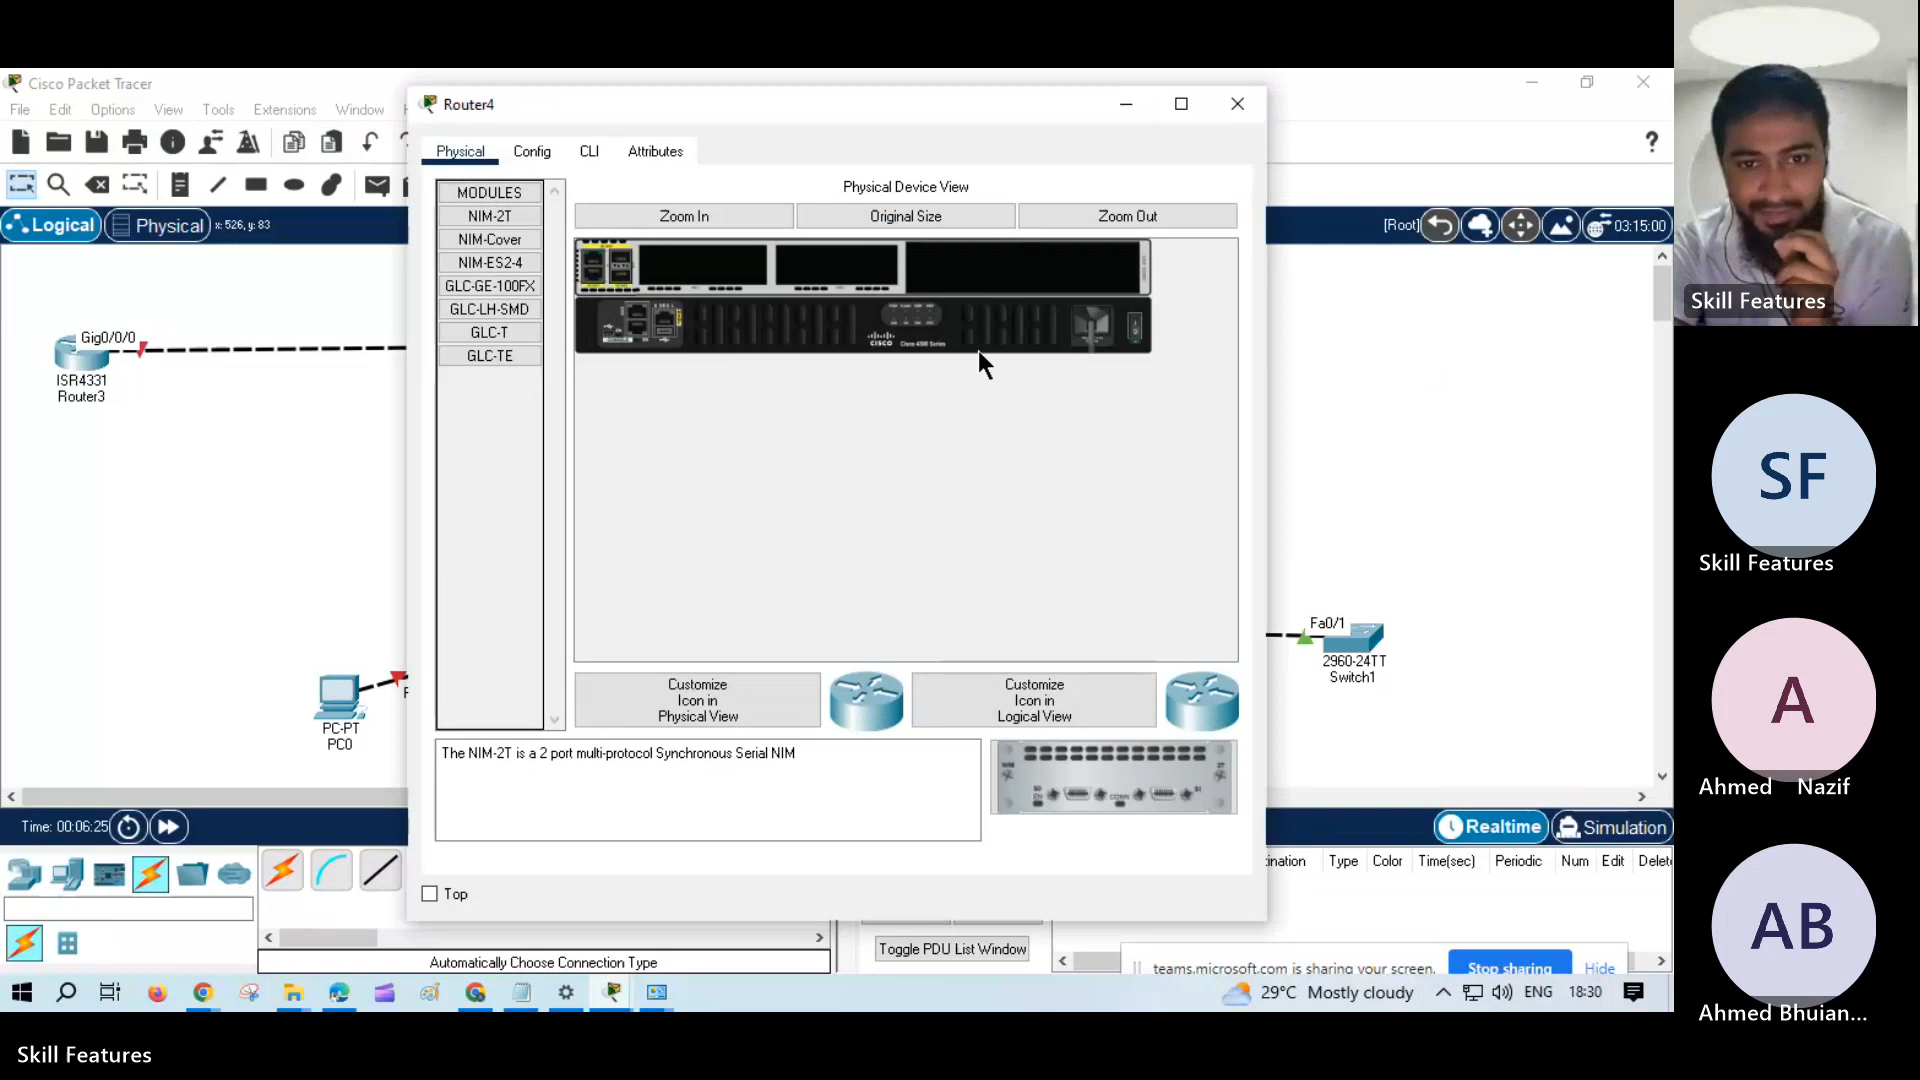 Cisco Packet Tracer
File Edit Options View Tools Extensions Window
Router4
Physical Config CLI Attributes
MODULES
NIM-2T
NIM-Cover
NIM-ES2-4
GLC-GE-100FX
GLC-LH-SMD
GLC-T
GLC-TE
Physical Device View
Zoom In Original Size Zoom Out
CISCO Cisco 4300 Series
Logical Physical x: 526, y: 83
[Root] 03:15:00
Gig0/0/0
ISR4331
Router3
PC-PT
PC0
F
Fa0/1
2960-24TT
Switch1
Customize
Icon in
Physical View
Customize
Icon in
Logical View
The NIM-2T is a 2 port multi-protocol Synchronous Serial NIM
Top
Time: 00:06:25
Realtime Simulation
Type Color Time(sec) Periodic Num Edit
Automatically Choose Connection Type
Toggle PDU List Window
teams.microsoft.com is sharing your screen. Stop sharing Hide
29°C Mostly cloudy ENG 18:30
Skill Features
SF
Skill Features
A
Ahmed Nazif
AB
Ahmed Bhuian...
Skill Features